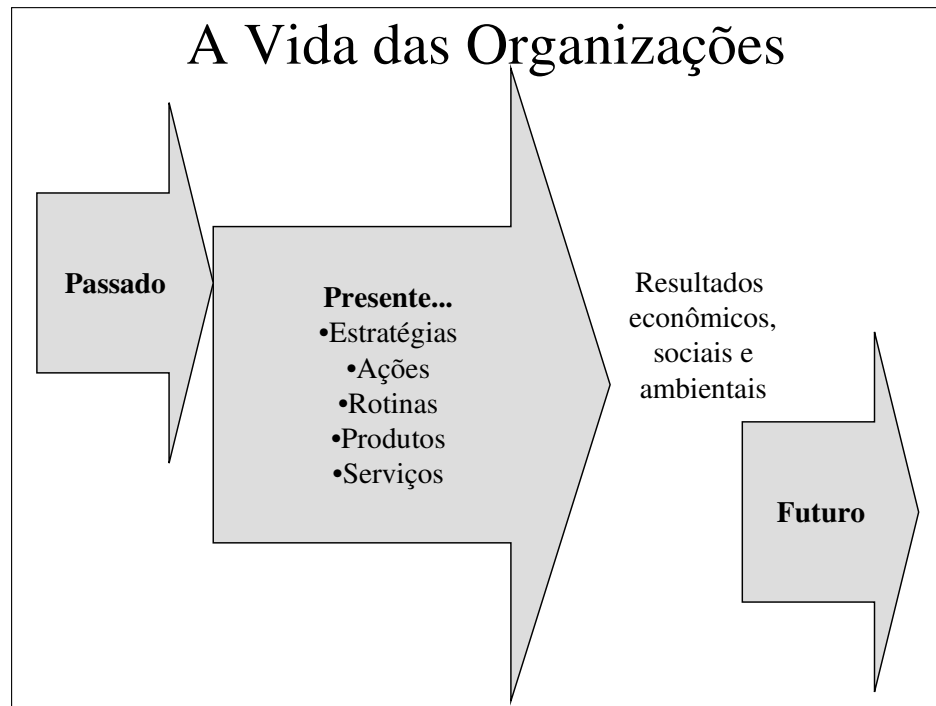 A Vida das Organizações
Passado
Presente...
•Estratégias
•Ações
•Rotinas
•Produtos
•Serviços
Resultados
econômicos,
sociais e
ambientais
Futuro